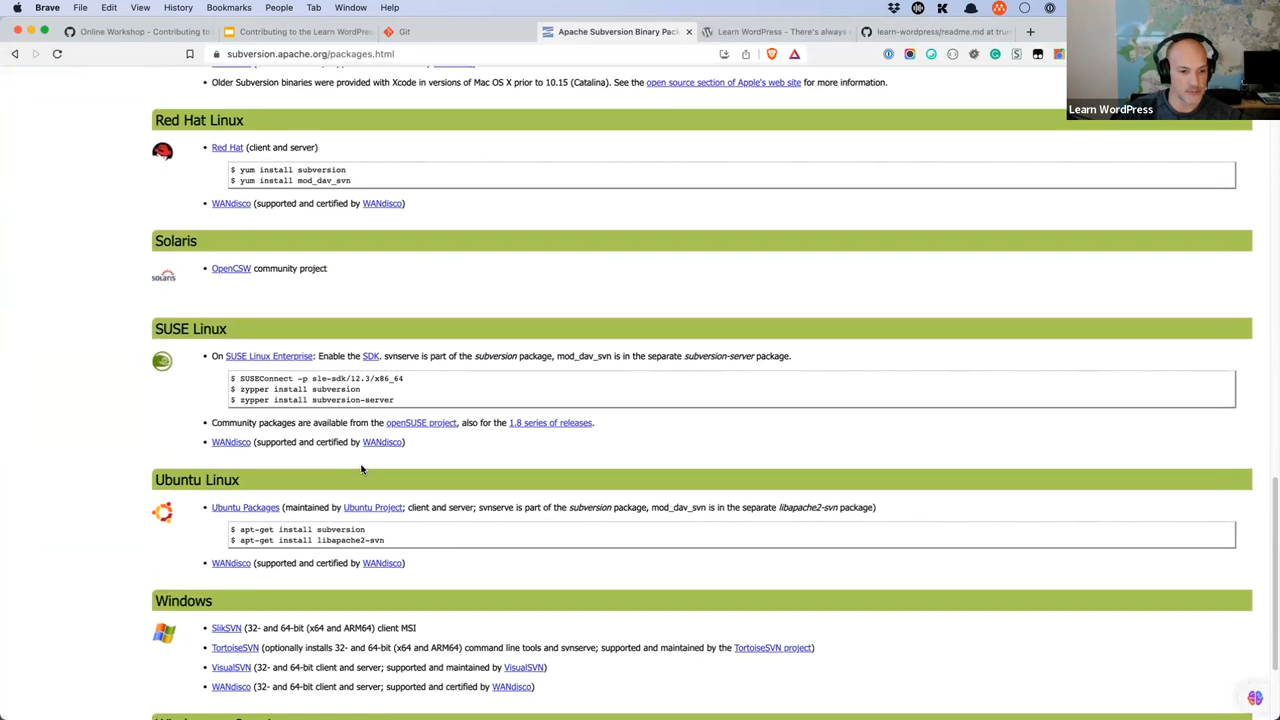 Brave File Edit View History Bookmarks People Tab Window Help
Online Workshop - Contributing to
Contributing to the Learn WordPre
Git
Apache Subversion Binary Pack
Learn WordPress - There's always
learn-wordpress/readme.md at trun
subversion.apache.org/packages.html
Learn WordPress
• Older Subversion binaries were provided with Xcode in versions of Mac OS X prior to 10.15 (Catalina). See the open source section of Apple's web site for more information.
Red Hat Linux
• Red Hat (client and server)
$ yum install subversion
$ yum install mod_dav_svn
• WANdisco (supported and certified by WANdisco)
Solaris
solaris
• OpenCSW community project
SUSE Linux
• On SUSE Linux Enterprise: Enable the SDK. svnserve is part of the subversion package, mod_dav_svn is in the separate subversion-server package.
$ SUSEConnect -p sle-sdk/12.3/x86_64
$ zypper install subversion
$ zypper install subversion-server
• Community packages are available from the openSUSE project, also for the 1.8 series of releases.
• WANdisco (supported and certified by WANdisco)
Ubuntu Linux
• Ubuntu Packages (maintained by Ubuntu Project; client and server; svnserve is part of the subversion package, mod_dav_svn is in the separate libapache2-svn package)
$ apt-get install subversion
$ apt-get install libapache2-svn
• WANdisco (supported and certified by WANdisco)
Windows
• SlikSVN (32- and 64-bit (x64 and ARM64) client MSI
• TortoiseSVN (optionally installs 32- and 64-bit (x64 and ARM64) command line tools and svnserve; supported and maintained by the TortoiseSVN project)
• VisualSVN (32- and 64-bit client and server; supported and maintained by VisualSVN)
• WANdisco (32- and 64-bit client and server; supported and certified by WANdisco)